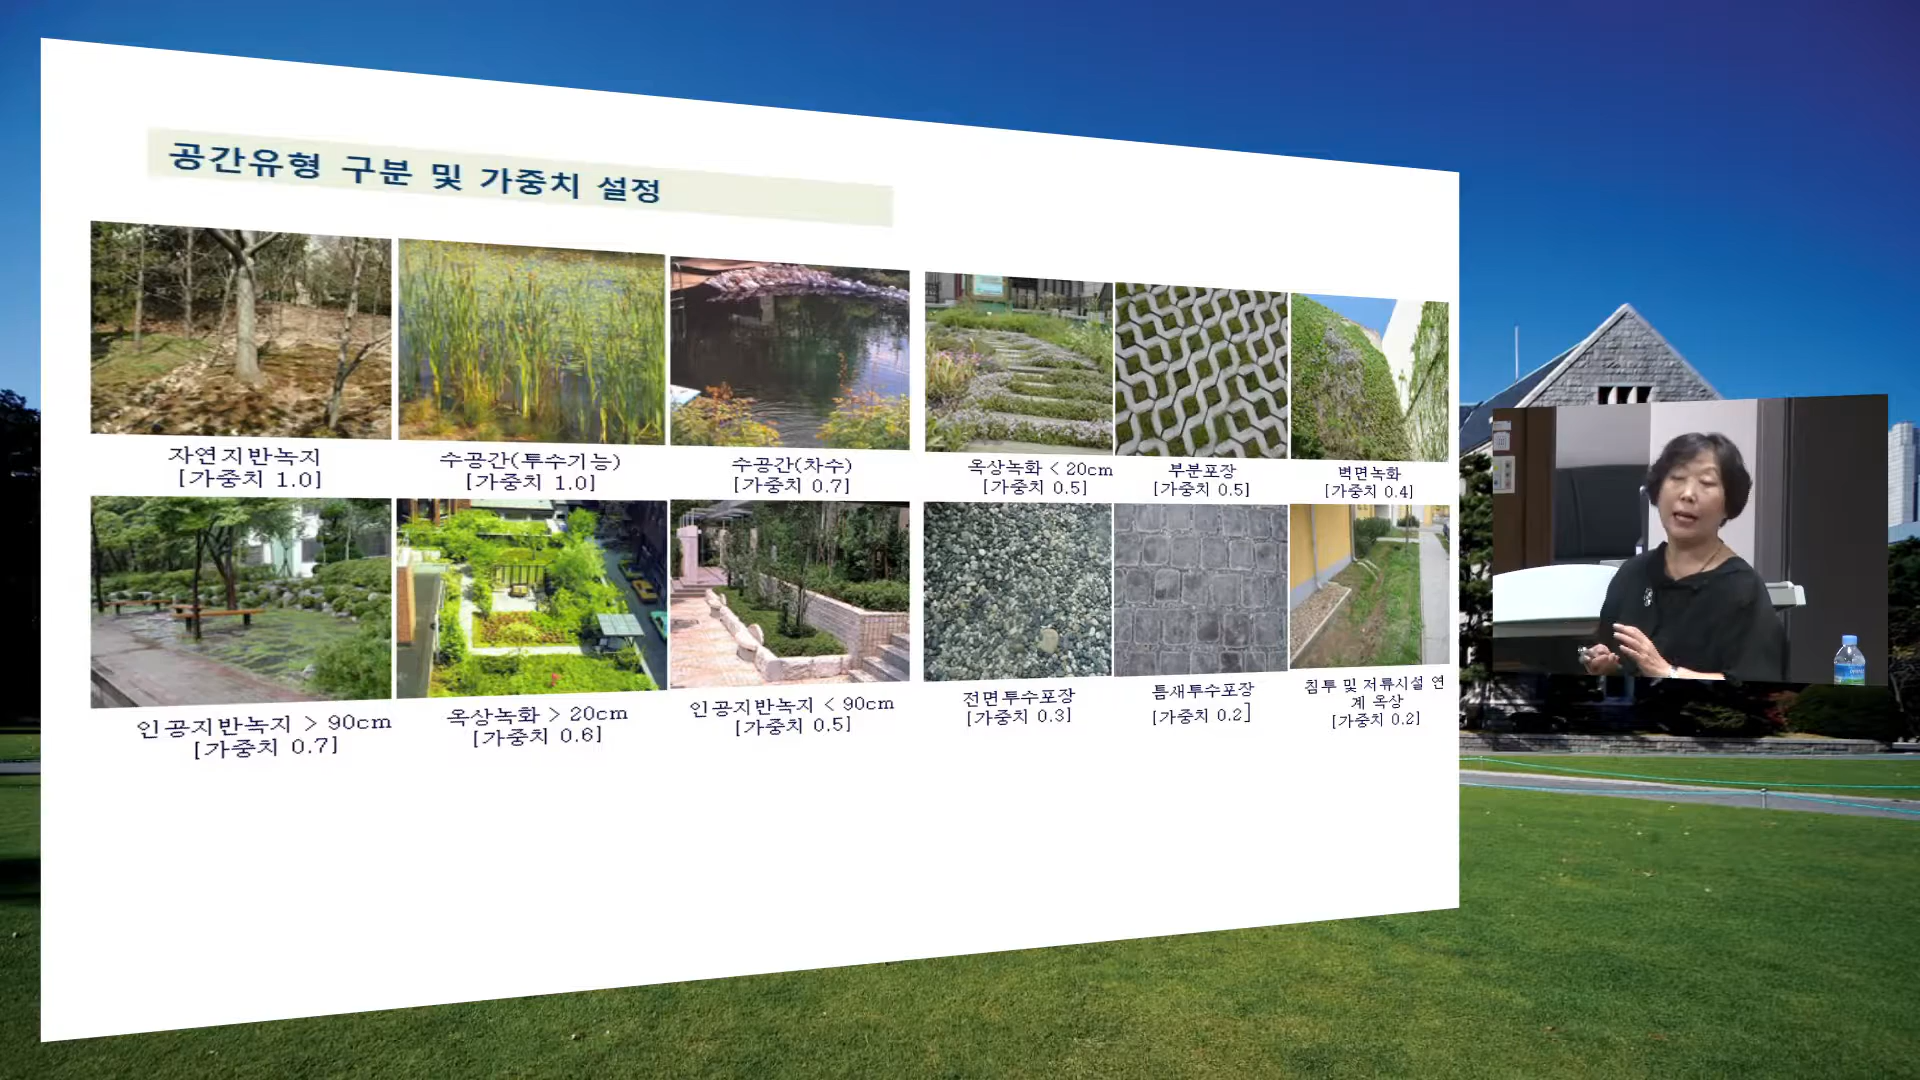 공간유형 구분 및 가중치 설정
자연지반녹지
[가중치 1.0]
수공간(투수기능)
[가중치 1.0]
수공간(차수)
[가중치 0.7]
옥상녹화 < 20cm
[가중치 0.5]
부분포장
[가중치 0.5]
벽면녹화
[가중치 0.4]
인공지반녹지 > 90cm
[가중치 0.7]
옥상녹화 > 20cm
[가중치 0.6]
인공지반녹지 < 90cm
[가중치 0.5]
전면투수포장
[가중치 0.3]
틈새투수포장
[가중치 0.2]
침투 및 저류시설 연
계 옥상
[가중치 0.2]